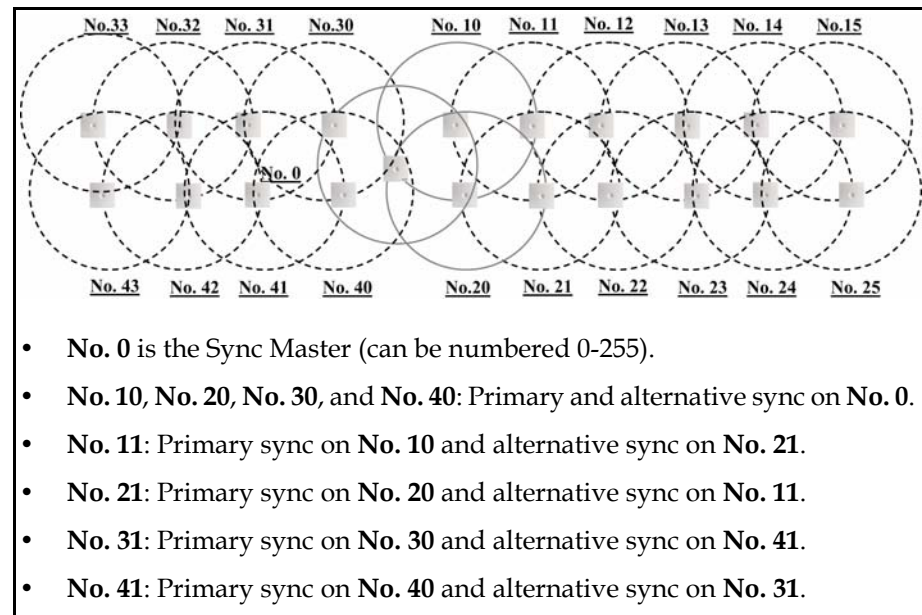 No.33 No.32 No. 31 No.30 No. 10 No. 11 No. 12 No.13 No. 14 No.15
No. 0
No. 43 No. 42 No. 41 No. 40 No.20 No. 21 No. 22 No. 23 No. 24 No. 25
• No. 0 is the Sync Master (can be numbered 0-255).
• No. 10, No. 20, No. 30, and No. 40: Primary and alternative sync on No. 0.
• No. 11: Primary sync on No. 10 and alternative sync on No. 21.
• No. 21: Primary sync on No. 20 and alternative sync on No. 11.
• No. 31: Primary sync on No. 30 and alternative sync on No. 41.
• No. 41: Primary sync on No. 40 and alternative sync on No. 31.